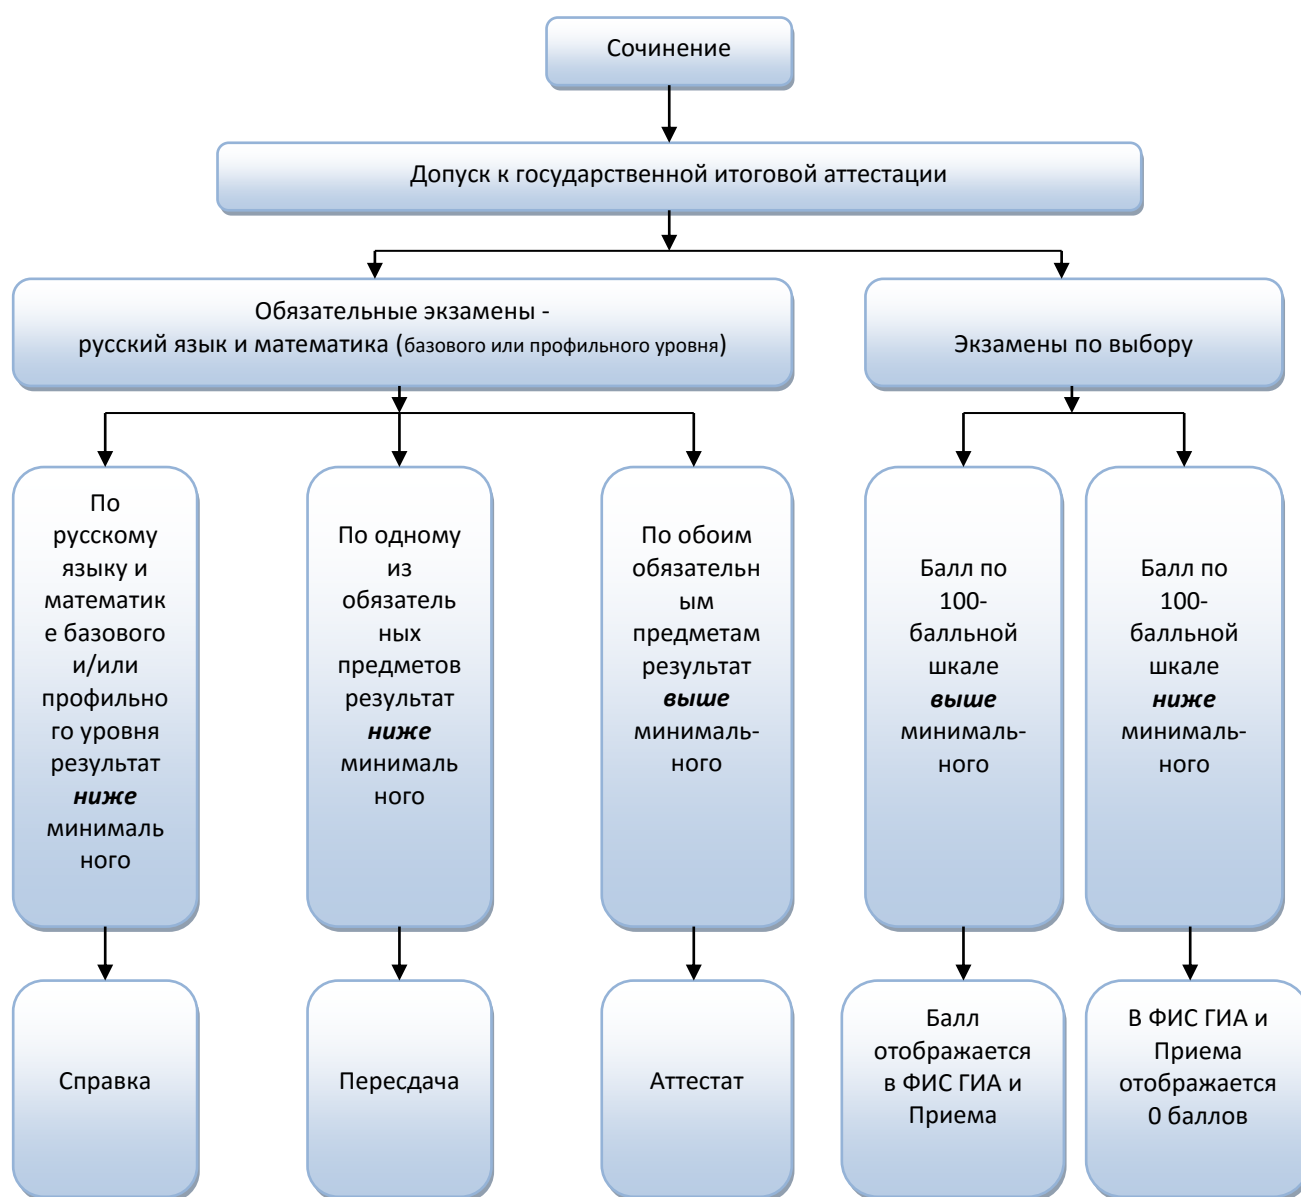 Сочинение
Допуск к государственной итоговой аттестации
Обязательные экзамены -
русский язык и математика (базового или профильного уровня)
Экзамены по выбору
По
русскому
языку и
математик
е базового
и/или
профильно
го уровня
результат
ниже
минималь
ного
По одному
из
обязатель
ных
предметов
результат
ниже
минималь
ного
По обоим
обязательн
ым
предметам
результат
выше
минималь-
ного
Балл по
100-
балльной
шкале
выше
минималь-
ного
Балл по
100-
балльной
шкале
ниже
минималь-
ного
Справка
Пересдача
Аттестат
Балл
отображается
в ФИС ГИА и
Приема
В ФИС ГИА и
Приема
отображается
0 баллов